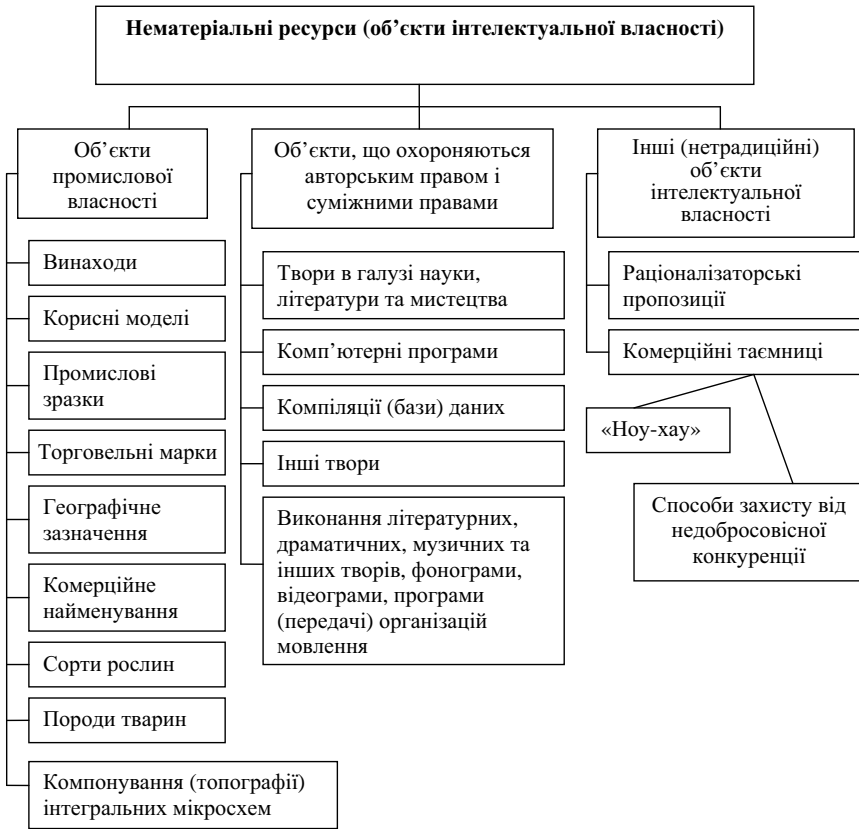 Нематеріальні ресурси (об’єкти інтелектуальної власності)
Об’єкти
промислової
власності
Винаходи
Корисні моделі
Промислові
зразки
Торговельні марки
Географічне
зазначення
Комерційне
найменування
Сорти рослин
Породи тварин
Компонування (топографії)
інтегральних мікросхем
Об’єкти, що охороняються
авторським правом і
суміжними правами
Твори в галузі науки,
літератури та мистецтва
Комп’ютерні програми
Компіляції (бази) даних
Інші твори
Виконання літературних,
драматичних, музичних та
інших творів, фонограми,
відеограми, програми
(передачі) організацій
мовлення
Інші (нетрадиційні)
об’єкти
інтелектуальної
власності
Раціоналізаторські
пропозиції
Комерційні таємниці
«Ноу-хау»
Способи захисту від
недобросовісної
конкуренції